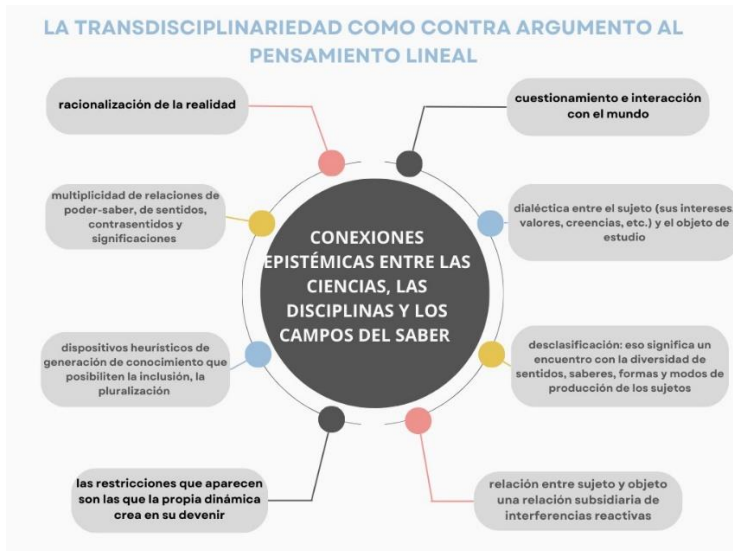 LA TRANSDISCIPLINARIEDAD COMO CONTRA ARGUMENTO AL
PENSAMIENTO LINEAL
racionalización de la realidad
cuestionamiento e interacción
con el mundo
multiplicidad de relaciones de
poder-saber, de sentidos,
contrasentidos y
significaciones
dialéctica entre el sujeto (sus intereses,
valores, creencias, etc.) y el objeto de
estudio
CONEXIONES
EPISTÉMICAS ENTRE LAS
CIENCIAS, LAS
DISCIPLINAS Y LOS
CAMPOS DEL SABER
dispositivos heurísticos de
generación de conocimiento que
posibiliten la inclusión, la
pluralización
desclasificación: eso significa un
encuentro con la diversidad de
sentidos, saberes, formas y modos de
producción de los sujetos
las restricciones que aparecen
son las que la propia dinámica
crea en su devenir
relación entre sujeto y objeto
una relación subsidiaria de
interferencias reactivas